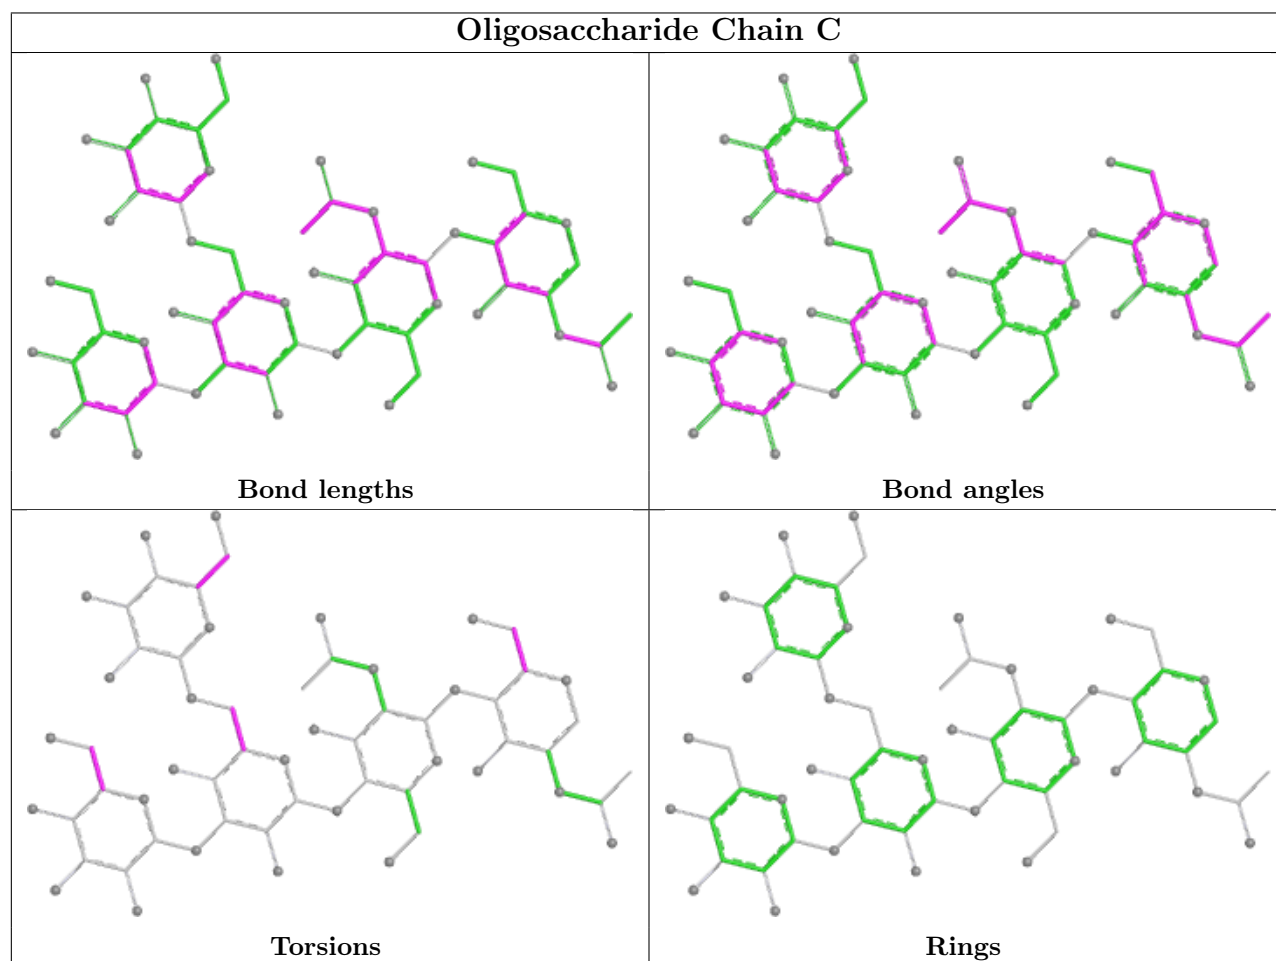 Oligosaccharide Chain C
Bond lengths
Bond angles
Torsions
Rings